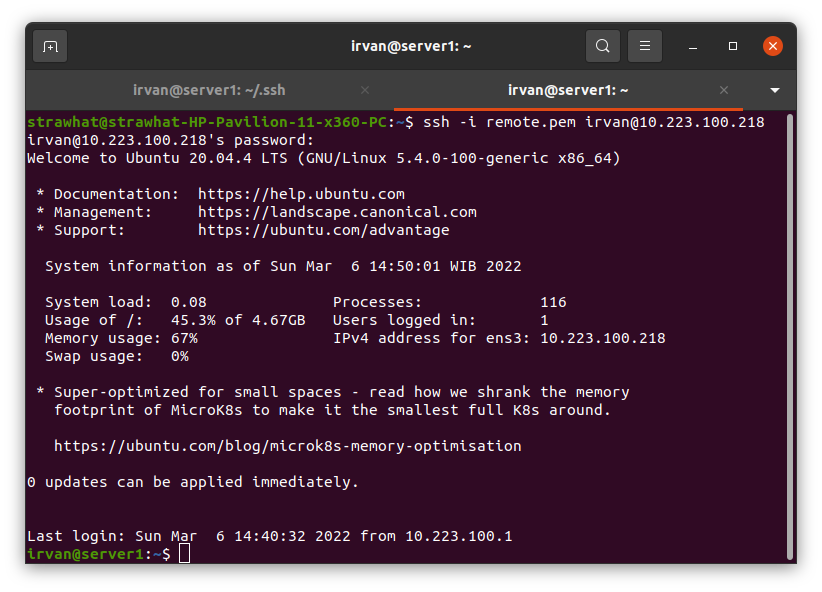 irvan@server1: ~
irvan@server1: ~/.ssh
irvan@server1: ~
strawhat@strawhat-HP-Pavilion-11-x360-PC:~$ ssh -i remote.pem irvan@10.223.100.218
irvan@10.223.100.218's password:
Welcome to Ubuntu 20.04.4 LTS (GNU/Linux 5.4.0-100-generic x86_64)
* Documentation:  https://help.ubuntu.com
* Management:     https://landscape.canonical.com
* Support:        https://ubuntu.com/advantage
System information as of Sun Mar  6 14:50:01 WIB 2022
System load:  0.08              Processes:             116
Usage of /:   45.3% of 4.67GB   Users logged in:       1
Memory usage: 67%               IPv4 address for ens3: 10.223.100.218
Swap usage:   0%
* Super-optimized for small spaces - read how we shrank the memory
footprint of MicroK8s to make it the smallest full K8s around.
https://ubuntu.com/blog/microk8s-memory-optimisation
0 updates can be applied immediately.
Last login: Sun Mar  6 14:40:32 2022 from 10.223.100.1
irvan@server1:~$